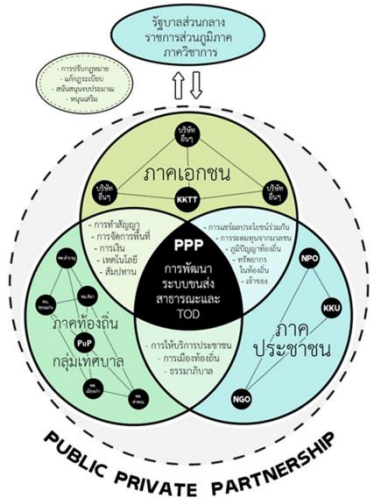 รัฐบาลส่วนกลาง
ราชการส่วนภูมิภาค
ภาควิชาการ
- การปรับกฎหมาย
- แก้กฎระเบียบ
- สนับสนุนงบประมาณ
- หนุนเสริม
บริษัท
อื่นๆ
ภาคเอกชน
บริษัท
อื่นๆ
KKTT
บริษัท
อื่นๆ
- การทำสัญญา
- การจัดการพื้นที่
- การเงิน
- เทคโนโลยี
- สัมปทาน
- การแชร์ผลประโยชน์ร่วมกัน
- การระดมทุนจากมวลชน
- ภูมิปัญญาท้องถิ่น
- ทรัพยากร
ในท้องถิ่น
- เจ้าของ
PPP
การพัฒนา
ระบบขนส่ง
สาธารณะและ
TOD
ภาคท้องถิ่น
PuP
กลุ่มเทศบาล
NPO
KKU
ภาค
ประชาชน
NGO
- การให้บริการประชาชน
- การเมืองท้องถิ่น
- ธรรมาภิบาล
PUBLIC PRIVATE PARTNERSHIP